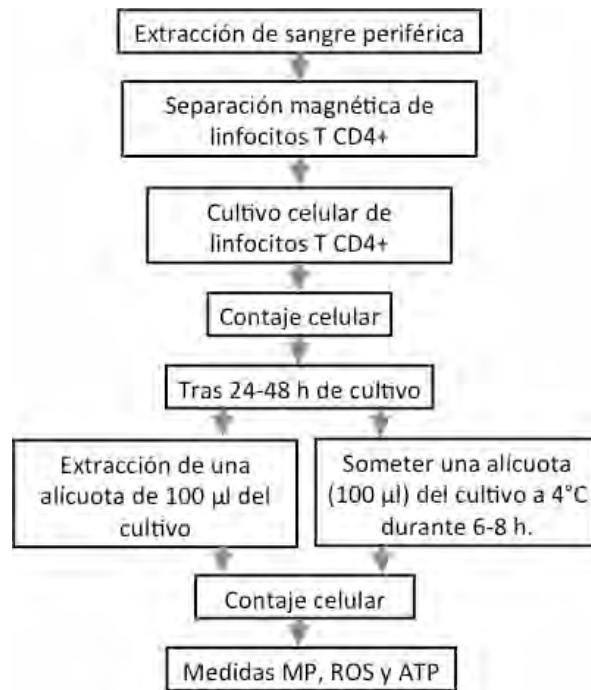 Extracción de sangre periférica
Separación magnética de
linfocitos T CD4+
Cultivo celular de
linfocitos T CD4+
Contaje celular
Tras 24-48 h de cultivo
Extracción de una
alícuota de 100 µl del
cultivo
Someter una alícuota
(100 µl) del cultivo a 4°C
durante 6-8 h.
Contaje celular
Medidas MP, ROS y ATP